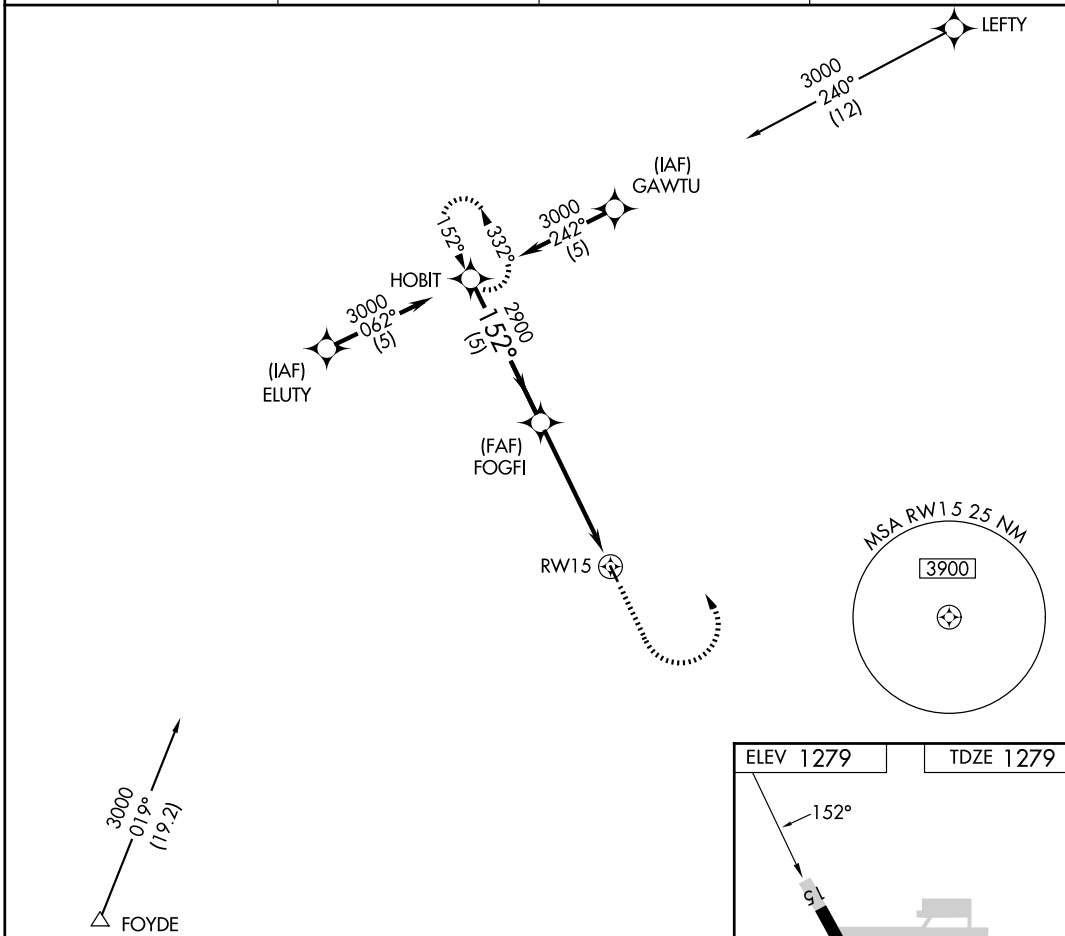 LEFTY
3000
240°
(12)
(IAF)
GAWTU
3000
242°
(5)
152°
332°
HOBIT
3000
062°
(5)
(IAF)
ELUTY
2900
152°
(5)
(FAF)
FOGFI
RW15
MSA RW15 25 NM
3900
3000
019°
(19.2)
FOYDE
ELEV 1279
TDZE 1279
152°
15